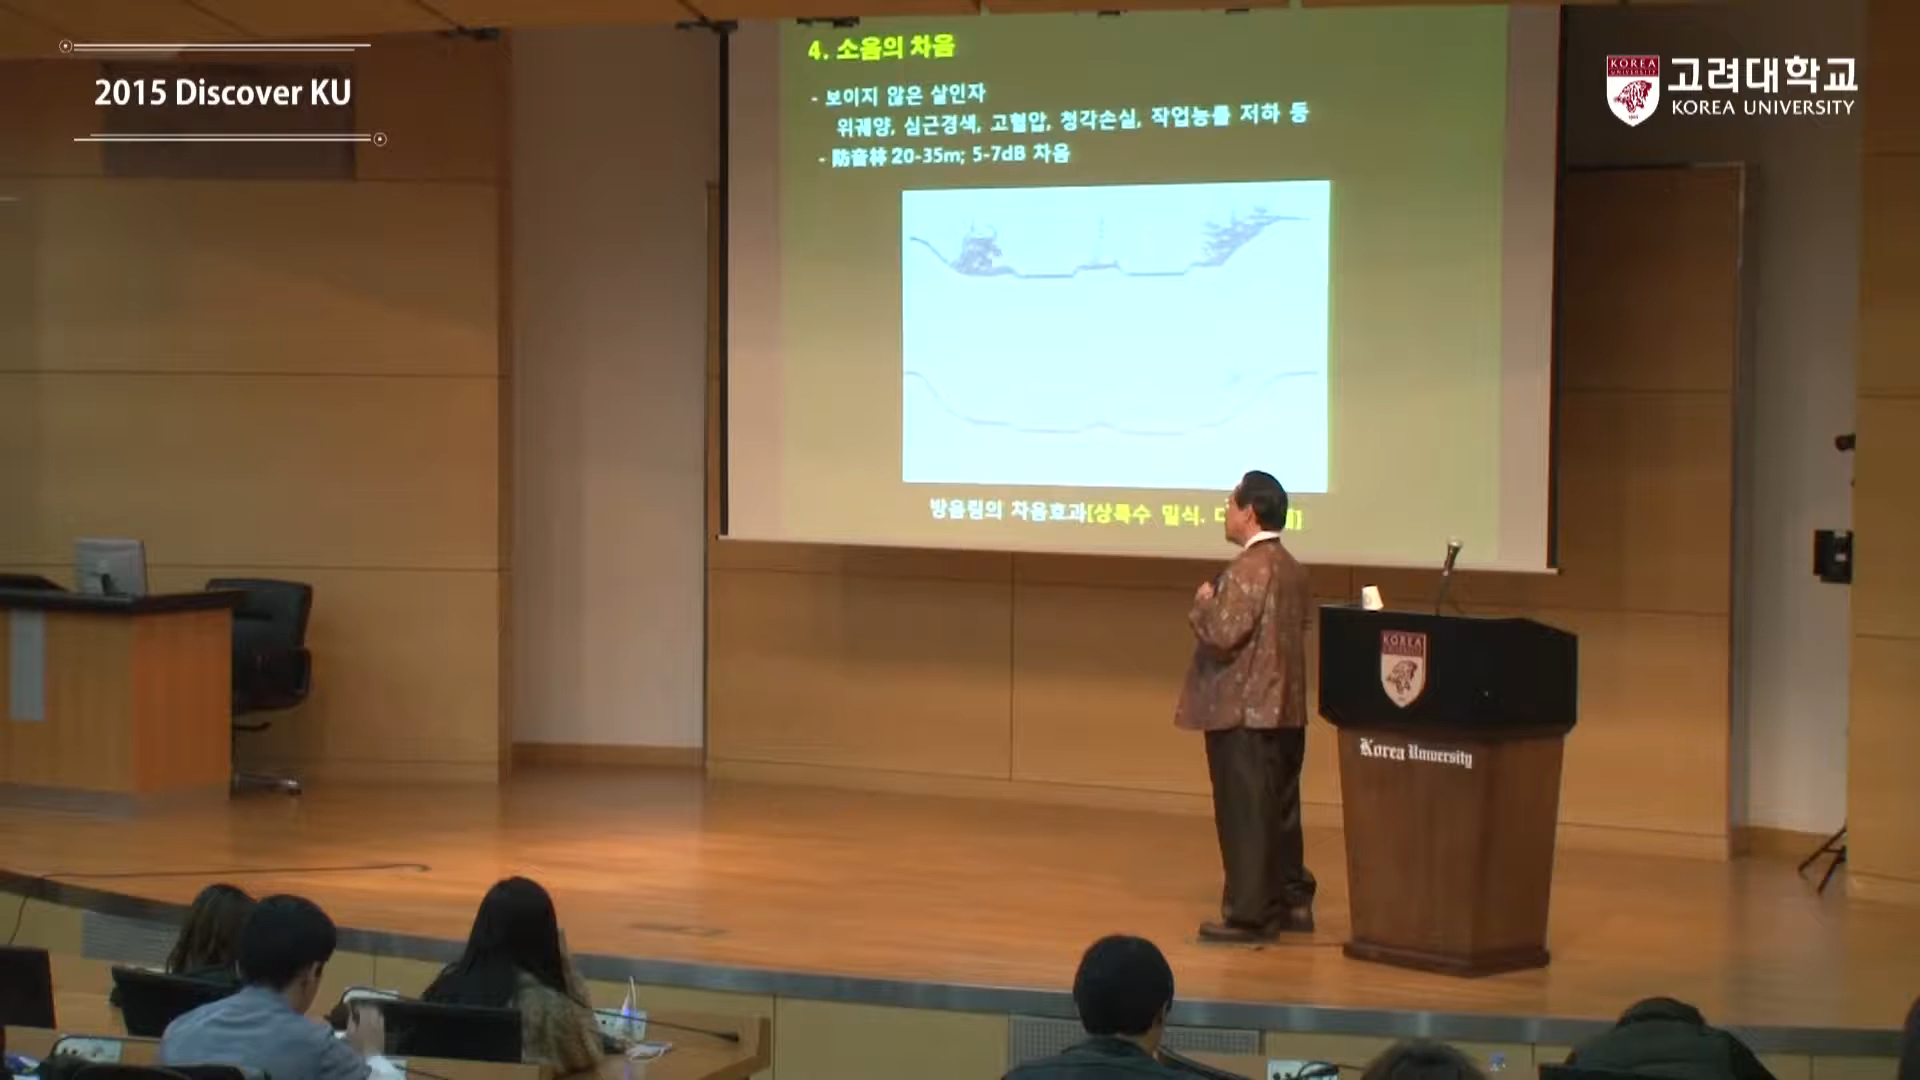 2015 Discover KU
KOREA
UNIVERSITY
고려대학교
KOREA UNIVERSITY
4. 소음의 차음
- 보이지 않은 살인자
위궤양, 심근경색, 고혈압, 청각손실, 작업능률 저하 등
- 防音林 20-35m; 5-7dB 차음
방음림의 차음효과[상록수 밀식,
KOREA
Korea University